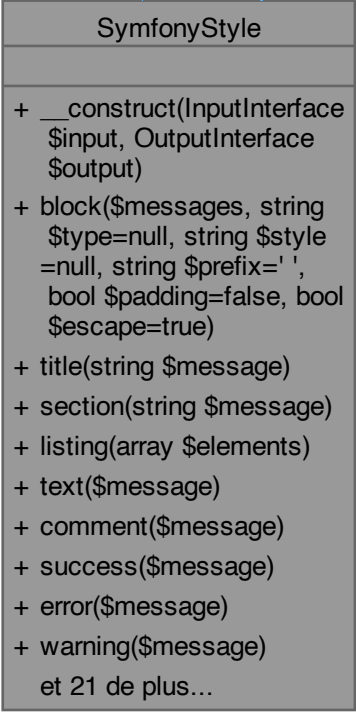 SymfonyStyle
+ __construct(InputInterface
$input, OutputInterface
$output)
+ block($messages, string
$type=null, string $style
=null, string $prefix=' ',
bool $padding=false, bool
$escape=true)
+ title(string $message)
+ section(string $message)
+ listing(array $elements)
+ text($message)
+ comment($message)
+ success($message)
+ error($message)
+ warning($message)
et 21 de plus...